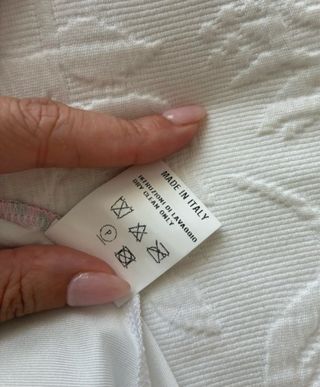 MADE IN ITALY
ISTRUZIONI DI LAVAGGIO
DRY CLEAN ONLY
P